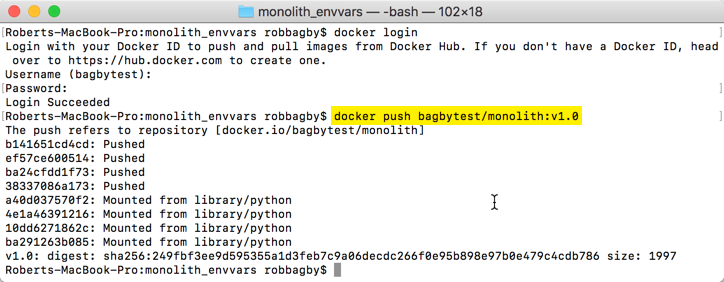 monolith_envvars — -bash — 102×18
[Roberts-MacBook-Pro:monolith_envvars robbagby$ docker login ]
Login with your Docker ID to push and pull images from Docker Hub. If you don't have a Docker ID, head
 over to https://hub.docker.com to create one.
Username (bagbytest):
[Password: ]
Login Succeeded
[Roberts-MacBook-Pro:monolith_envvars robbagby$ docker push bagbytest/monolith:v1.0 ]
The push refers to repository [docker.io/bagbytest/monolith]
b141651cd4cd: Pushed
ef57ce600514: Pushed
ba24cfdd1f73: Pushed
38337086a173: Pushed
a40d037570f2: Mounted from library/python
4e1a46391216: Mounted from library/python
10dd6271862c: Mounted from library/python
ba291263b085: Mounted from library/python
v1.0: digest: sha256:249fbf3ee9d595355a1d3feb7c9a06decdc266f0e95b898e97b0e479c4cdb786 size: 1997
Roberts-MacBook-Pro:monolith_envvars robbagby$